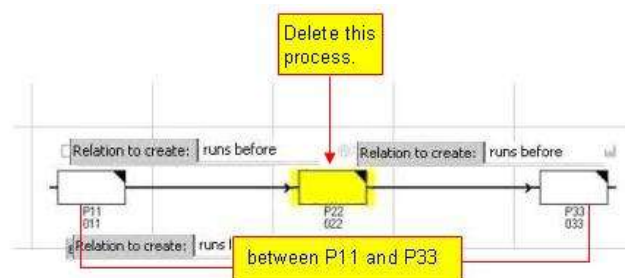 Delete this
process.
Relation to create: runs before
Relation to create: runs before
P11
011
P22
022
P33
033
Relation to create: runs
between P11 and P33